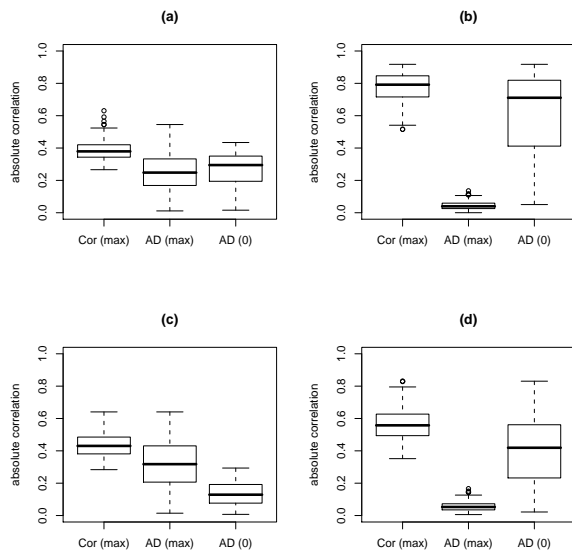 (a)
absolute correlation
0.0 0.2 0.4 0.6 0.8 1.0
Cor (max) AD (max) AD (0)
(b)
absolute correlation
0.0 0.2 0.4 0.6 0.8 1.0
Cor (max) AD (max) AD (0)
(c)
absolute correlation
0.0 0.2 0.4 0.6 0.8 1.0
Cor (max) AD (max) AD (0)
(d)
absolute correlation
0.0 0.2 0.4 0.6 0.8 1.0
Cor (max) AD (max) AD (0)